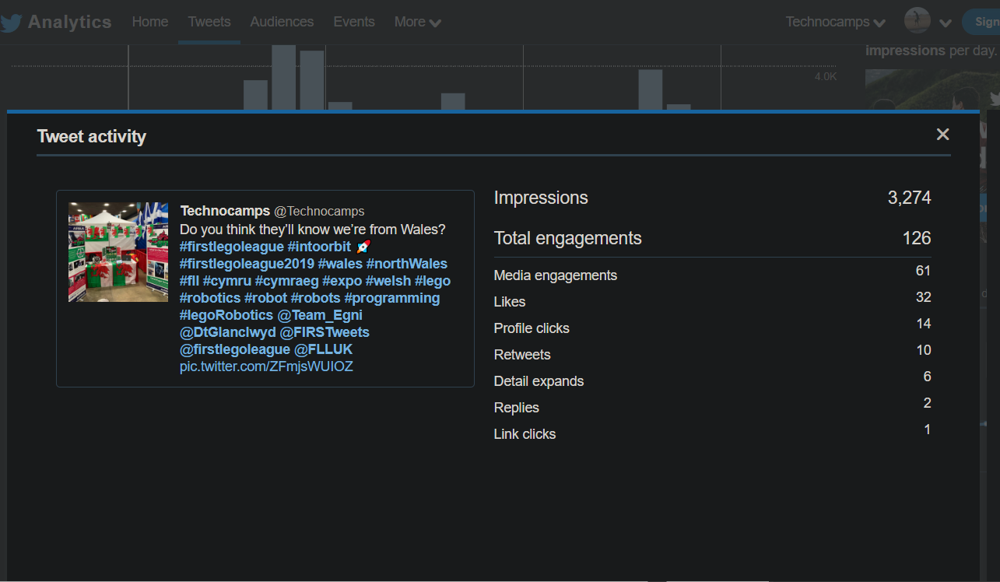 Analytics Home Tweets Audiences Events More Technocamps Sign
impressions per day.
4.0K
Tweet activity
Technocamps @Technocamps
Do you think they’ll know we’re from Wales?
#firstlegoleague #intoorbit 🚀
#firstlegoleague2019 #wales #northWales
#fll #cymru #cymraeg #expo #welsh #lego
#robotics #robot #robots #programming
#legoRobotics @Team_Egni
@DtGlanclwyd @FIRSTweets
@firstlegoleague @FLLUK
pic.twitter.com/ZFmjsWUIOZ
Impressions 3,274
Total engagements 126
Media engagements 61
Likes 32
Profile clicks 14
Retweets 10
Detail expands 6
Replies 2
Link clicks 1